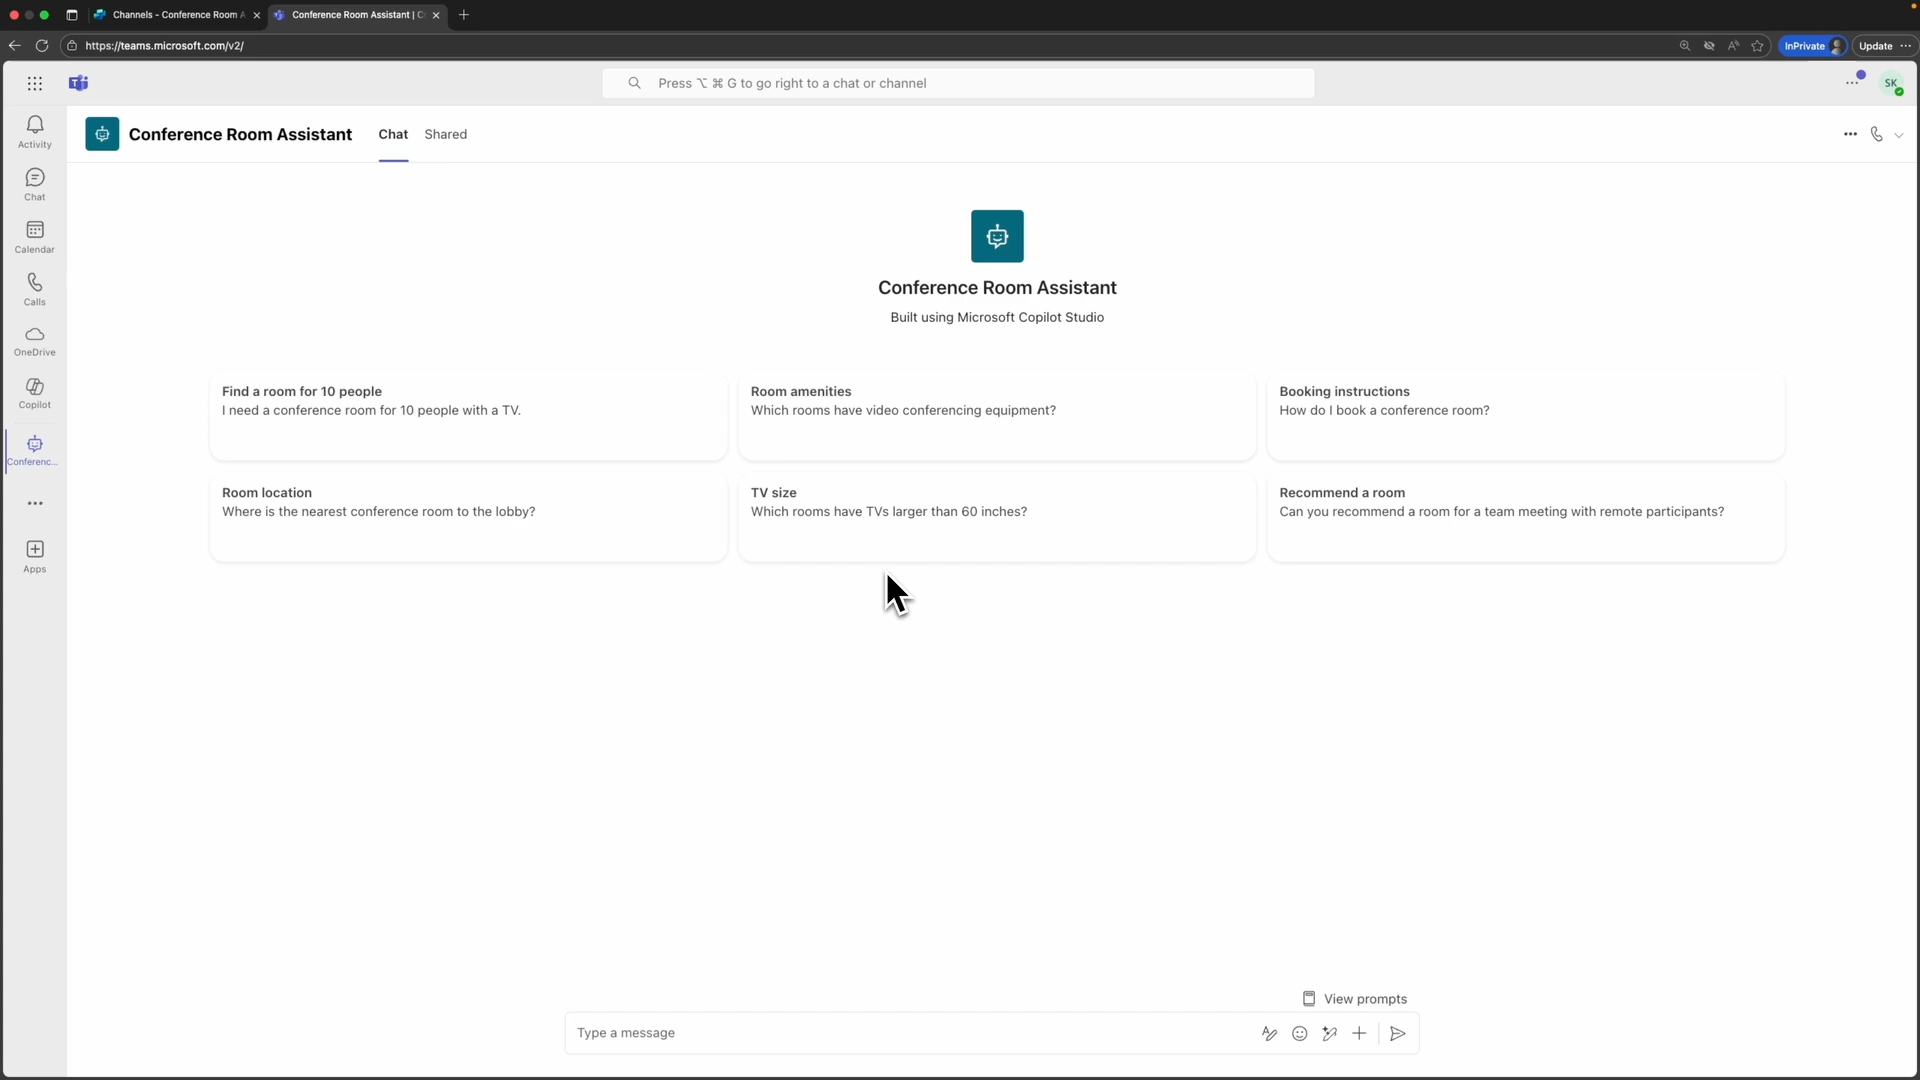 Channels - Conference Room A
Conference Room Assistant | C
https://teams.microsoft.com/v2/
InPrivate
Update
Press ⌥ ⌘ G to go right to a chat or channel
SK
Activity
Chat
Calendar
Calls
OneDrive
Copilot
Conferenc...
Apps
Conference Room Assistant
Chat
Shared
Conference Room Assistant
Built using Microsoft Copilot Studio
Find a room for 10 people
I need a conference room for 10 people with a TV.
Room amenities
Which rooms have video conferencing equipment?
Booking instructions
How do I book a conference room?
Room location
Where is the nearest conference room to the lobby?
TV size
Which rooms have TVs larger than 60 inches?
Recommend a room
Can you recommend a room for a team meeting with remote participants?
View prompts
Type a message